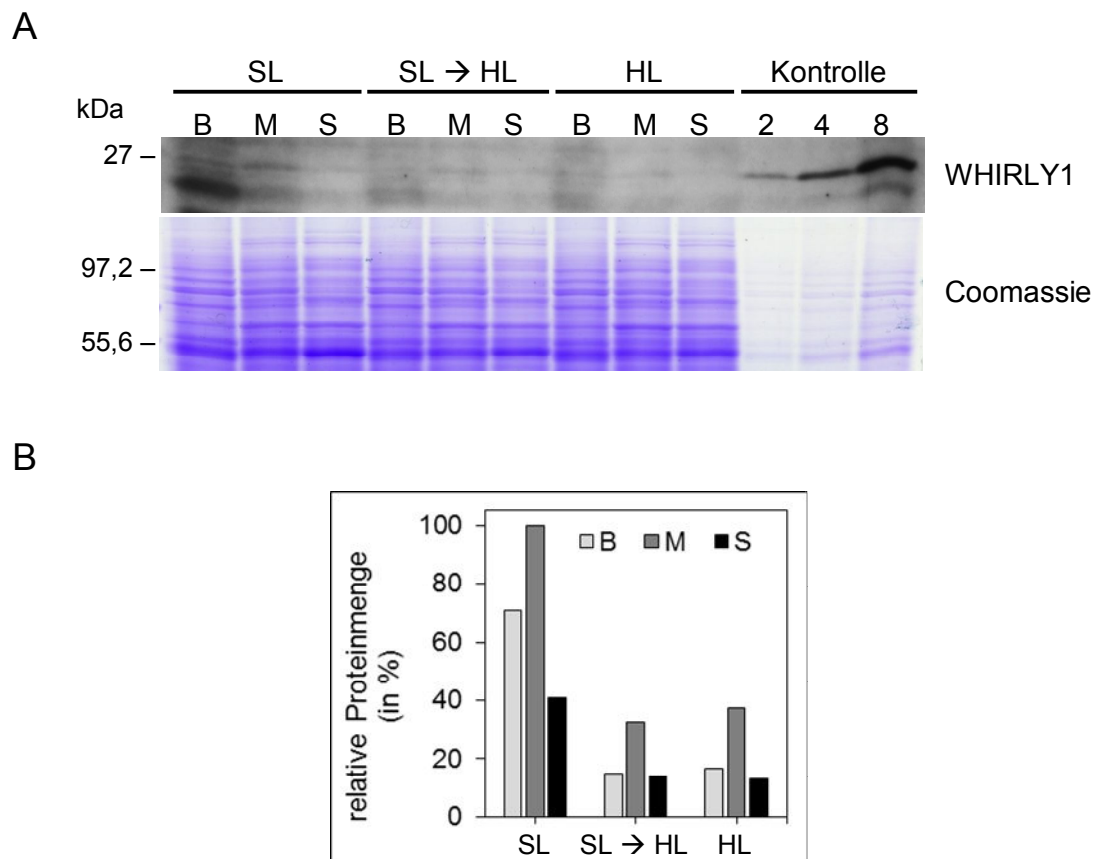 A
SL SL → HL HL Kontrolle
kDa
B M S B M S B M S 2 4 8
27 –
WHIRLY1
97,2 –
Coomassie
55,6 –
B
relative Proteinmenge
(in %)
100
80
60
40
20
0
B M S
SL SL → HL HL